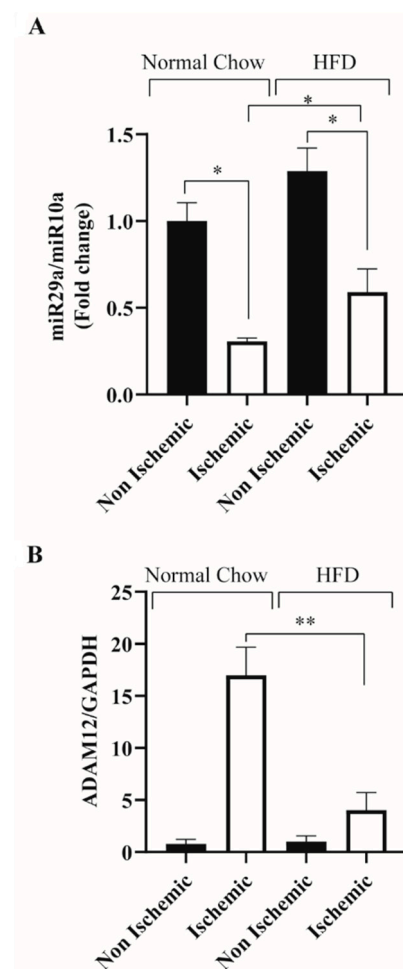 A
Normal Chow HFD
*
*
*
miR29a/miR10a
(Fold change)
1.5
1.0
0.5
0.0
Non Ischemic
Ischemic
Non Ischemic
Ischemic
B
Normal Chow HFD
**
ADAM12/GAPDH
25
20
15
10
5
0
Non Ischemic
Ischemic
Non Ischemic
Ischemic